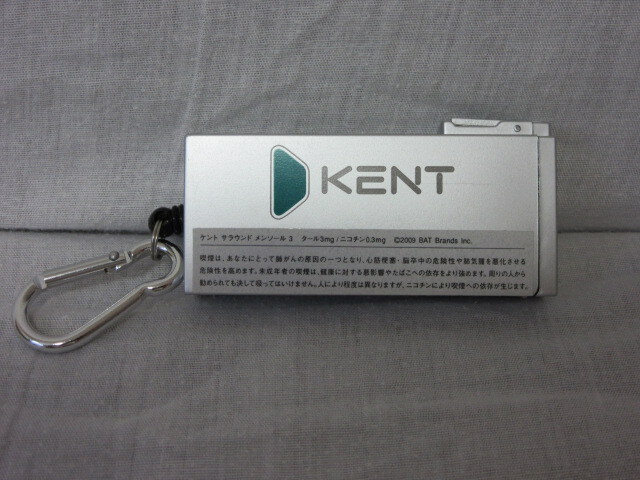 KENT
ケント サラウンド メンソール 3 タール3mg/ニコチン0.3mg ©2009 BAT Brands Inc.
喫煙は、あなたにとって肺がんの原因の一つとなり、心筋梗塞・脳卒中の危険性や肺気腫を悪化させる
危険性を高めます。未成年者の喫煙は、健康に対する悪影響やたばこへの依存をより強めます。周りの人から
勧められても決して吸ってはいけません。人により程度は異なりますが、ニコチンにより喫煙への依存が生じます。